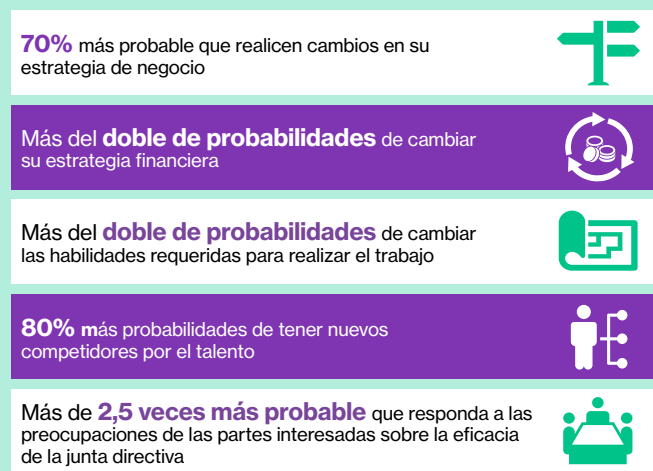 70% más probable que realicen cambios en su
estrategia de negocio
Más del doble de probabilidades de cambiar
su estrategia financiera
Más del doble de probabilidades de cambiar
las habilidades requeridas para realizar el trabajo
80% más probabilidades de tener nuevos
competidores por el talento
Más de 2,5 veces más probable que responda a las
preocupaciones de las partes interesadas sobre la eficacia
de la junta directiva